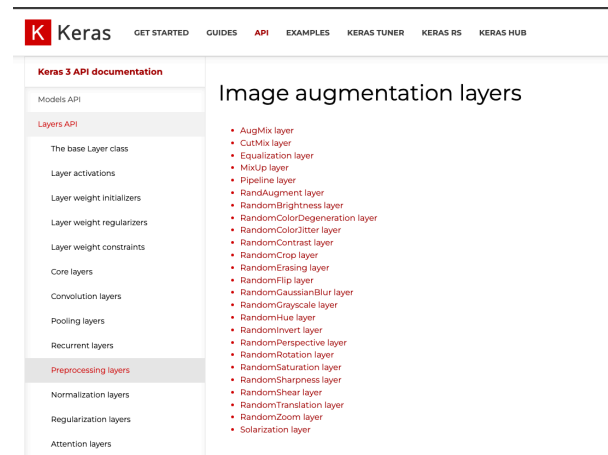 K Keras GET STARTED GUIDES API EXAMPLES KERAS TUNER KERAS RS KERAS HUB
Keras 3 API documentation
Models API
Layers API
The base Layer class
Layer activations
Layer weight initializers
Layer weight regularizers
Layer weight constraints
Core layers
Convolution layers
Pooling layers
Recurrent layers
Preprocessing layers
Normalization layers
Regularization layers
Attention layers
Image augmentation layers
• AugMix layer
• CutMix layer
• Equalization layer
• MixUp layer
• Pipeline layer
• RandAugment layer
• RandomBrightness layer
• RandomColorDegeneration layer
• RandomColorJitter layer
• RandomContrast layer
• RandomCrop layer
• RandomErasing layer
• RandomFlip layer
• RandomGaussianBlur layer
• RandomGrayscale layer
• RandomHue layer
• RandomInvert layer
• RandomPerspective layer
• RandomRotation layer
• RandomSaturation layer
• RandomSharpness layer
• RandomShear layer
• RandomTranslation layer
• RandomZoom layer
• Solarization layer